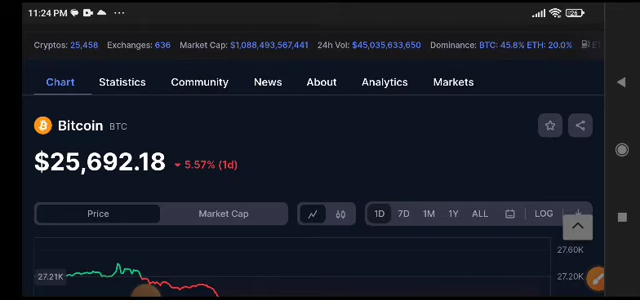 11:24 PM
Cryptos: 25,458 Exchanges: 636 Market Cap: $1,088,493,567,441 24h Vol: $45,035,633,650 Dominance: BTC: 45.8% ETH: 20.0%
Chart Statistics Community News About Analytics Markets
Bitcoin BTC
$25,692.18 5.57% (1d)
Price Market Cap 1D 7D 1M 1Y ALL LOG
27.60K
27.21K 27.20K